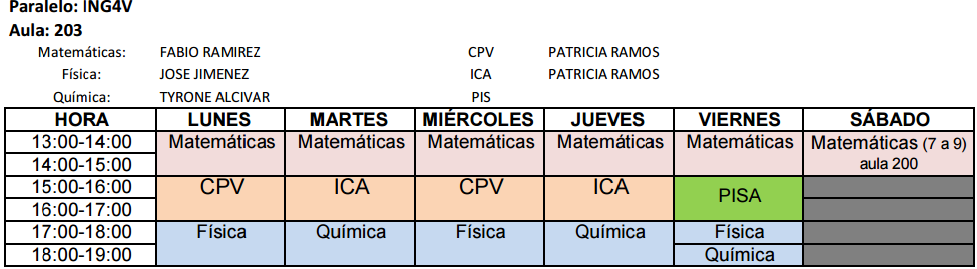 Paralelo: ING4V
Aula: 203
Matemáticas: FABIO RAMIREZ CPV PATRICIA RAMOS
Física: JOSE JIMENEZ ICA PATRICIA RAMOS
Química: TYRONE ALCIVAR PIS
HORA LUNES MARTES MIÉRCOLES JUEVES VIERNES SÁBADO
13:00-14:00 Matemáticas Matemáticas Matemáticas Matemáticas Matemáticas Matemáticas (7 a 9)
14:00-15:00 aula 200
15:00-16:00 CPV ICA CPV ICA PISA
16:00-17:00
17:00-18:00 Física Química Física Química Física
18:00-19:00 Química